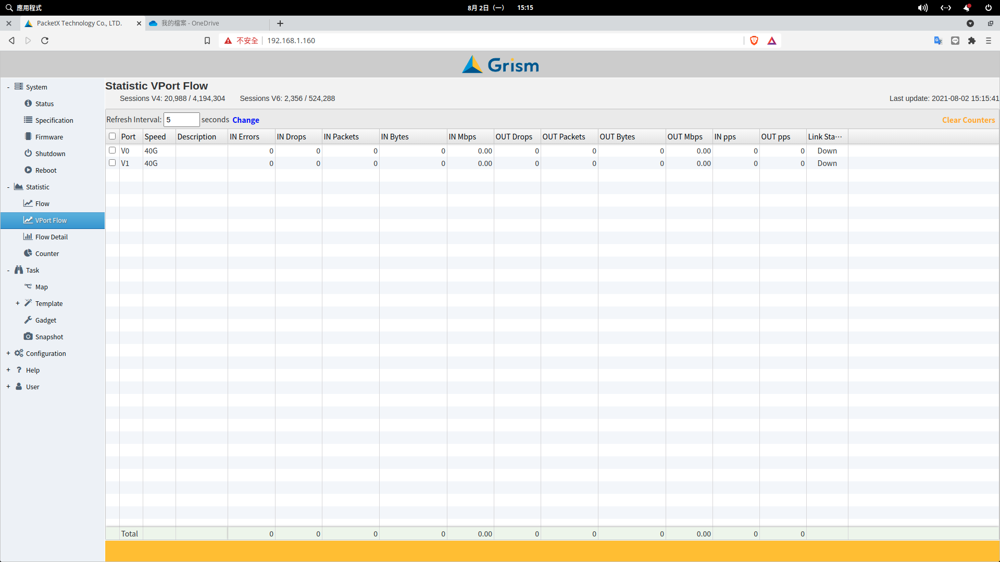 應用程式
8月 2日 (一) 15:15
PacketX Technology Co., LTD.
我的檔案 - OneDrive
不安全 192.168.1.160
Grism
- System
Status
Specification
Firmware
Shutdown
Reboot
- Statistic
Flow
VPort Flow
Flow Detail
Counter
- Task
Map
+ Template
Gadget
Snapshot
+ Configuration
+ Help
+ User
Statistic VPort Flow
Sessions V4: 20,988 / 4,194,304 Sessions V6: 2,356 / 524,288 Last update: 2021-08-02 15:15:41
Refresh Interval: 5 seconds Change Clear Counters
Port Speed Description IN Errors IN Drops IN Packets IN Bytes IN Mbps OUT Drops OUT Packets OUT Bytes OUT Mbps IN pps OUT pps Link Sta…
V0 40G 0 0 0 0 0.00 0 0 0 0.00 0 0 Down
V1 40G 0 0 0 0 0.00 0 0 0 0.00 0 0 Down
Total 0 0 0 0 0.00 0 0 0 0.00 0 0